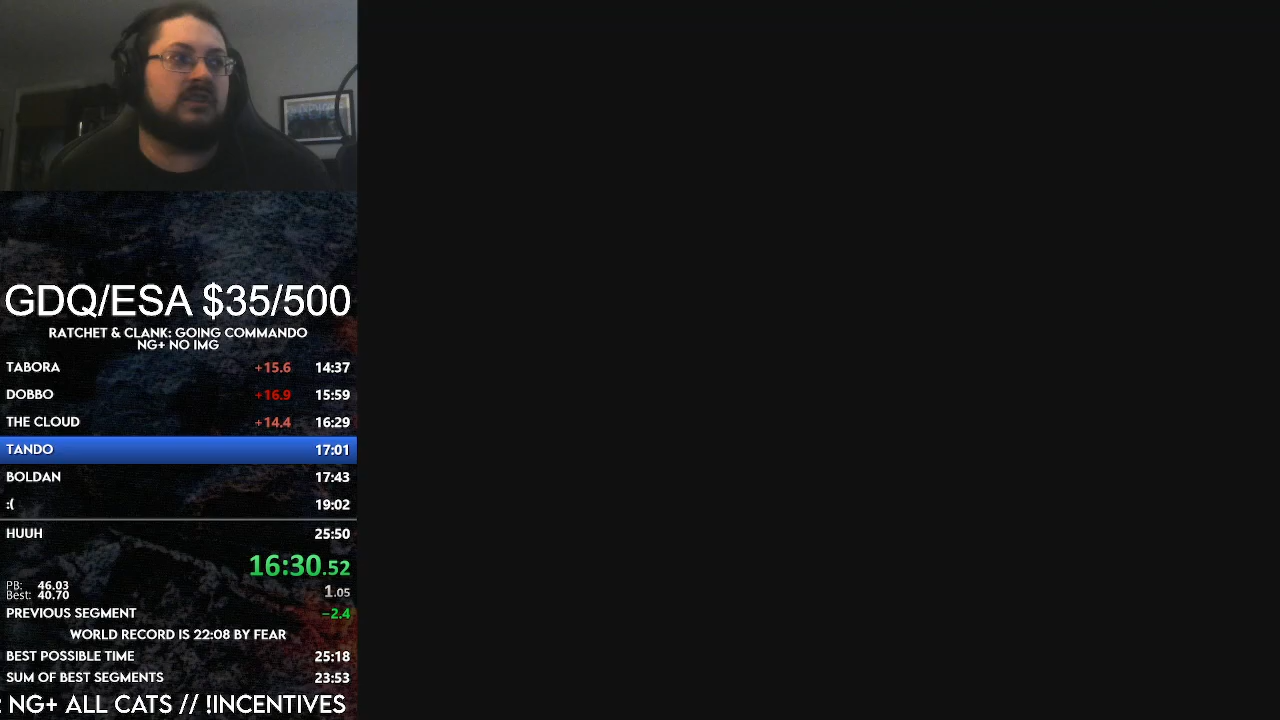 GDQ/ESA $35/500
RATCHET & CLANK: GOING COMMANDO
NG+ NO IMG
TABORA +15.6 14:37
DOBBO +16.9 15:59
THE CLOUD +14.4 16:29
TANDO 17:01
BOLDAN 17:43
:( 19:02
HUUH 25:50
16:30.52
PB: 46.03
Best: 40.70 1.05
PREVIOUS SEGMENT −2.4
WORLD RECORD IS 22:08 BY FEAR
BEST POSSIBLE TIME 25:18
SUM OF BEST SEGMENTS 23:53
: NG+ ALL CATS // !INCENTIVES